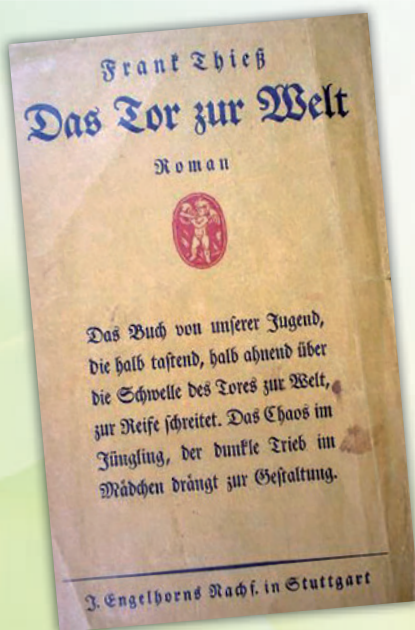 Frank Thieß
Das Tor zur Welt
Roman
Das Buch von unserer Jugend,
die halb tastend, halb ahnend über
die Schwelle des Tores zur Welt,
zur Reife schreitet. Das Chaos im
Jüngling, der dunkle Trieb im
Mädchen drängt zur Gestaltung.
J. Engelhorns Nachf. in Stuttgart